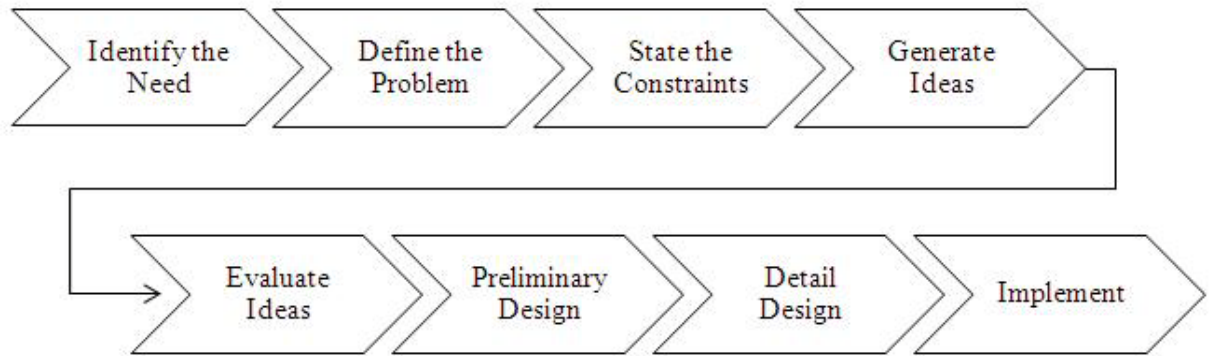 Identify the
Need
Define the
Problem
State the
Constraints
Generate
Ideas
Evaluate
Ideas
Preliminary
Design
Detail
Design
Implement